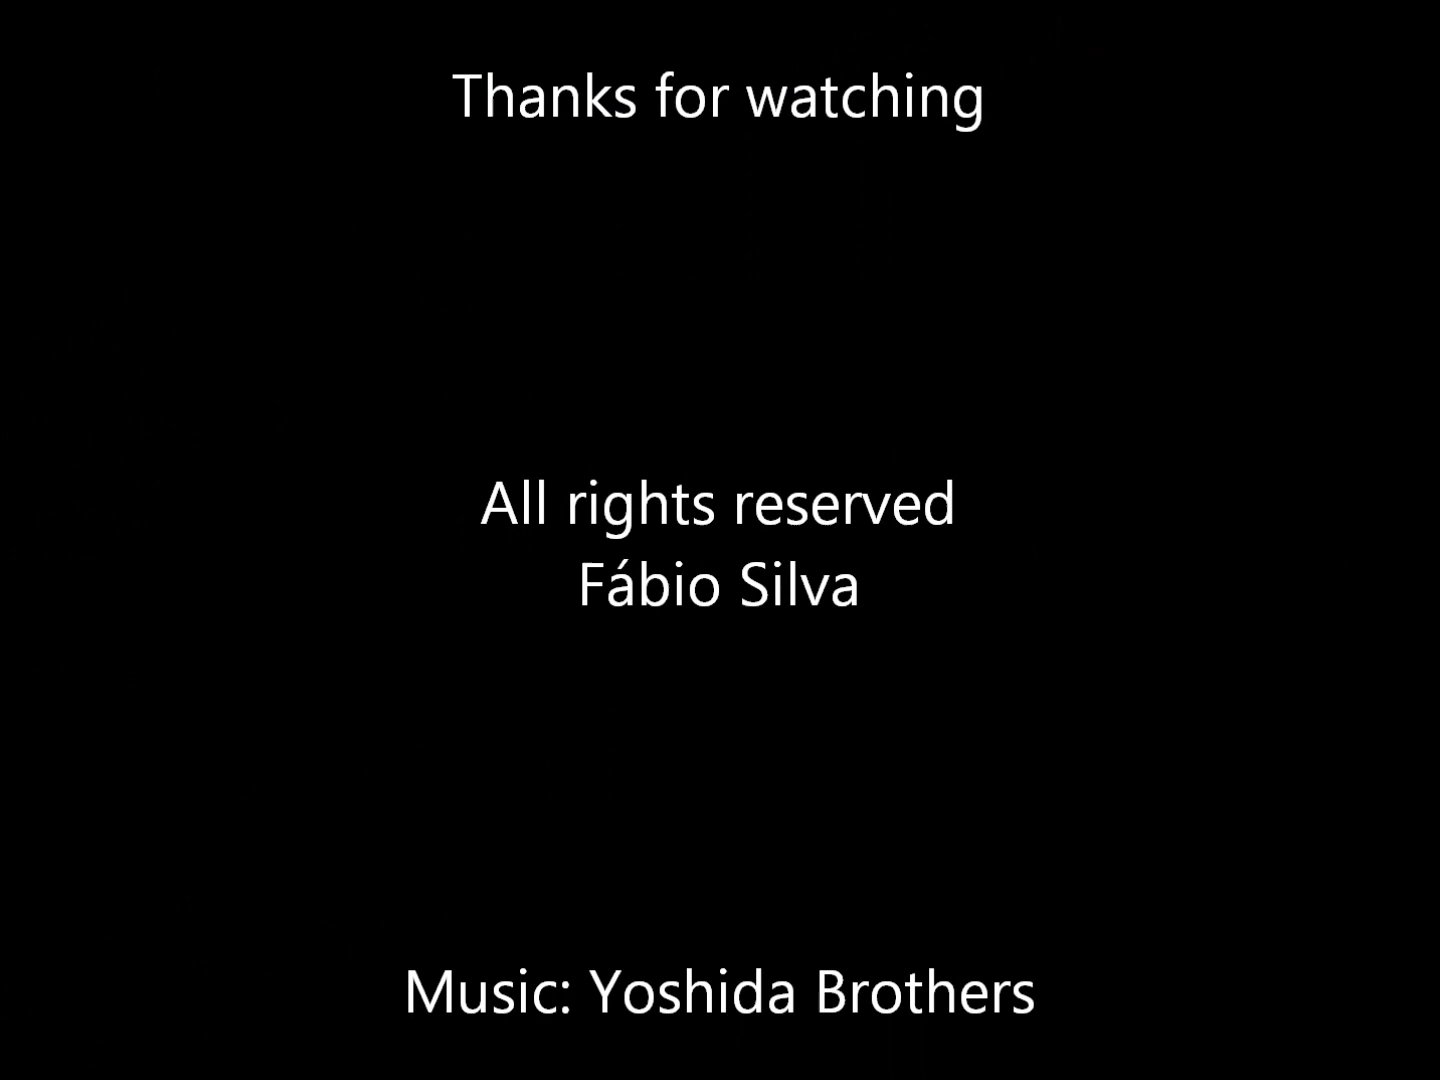 Thanks for watching
All rights reserved
Fábio Silva
Music: Yoshida Brothers